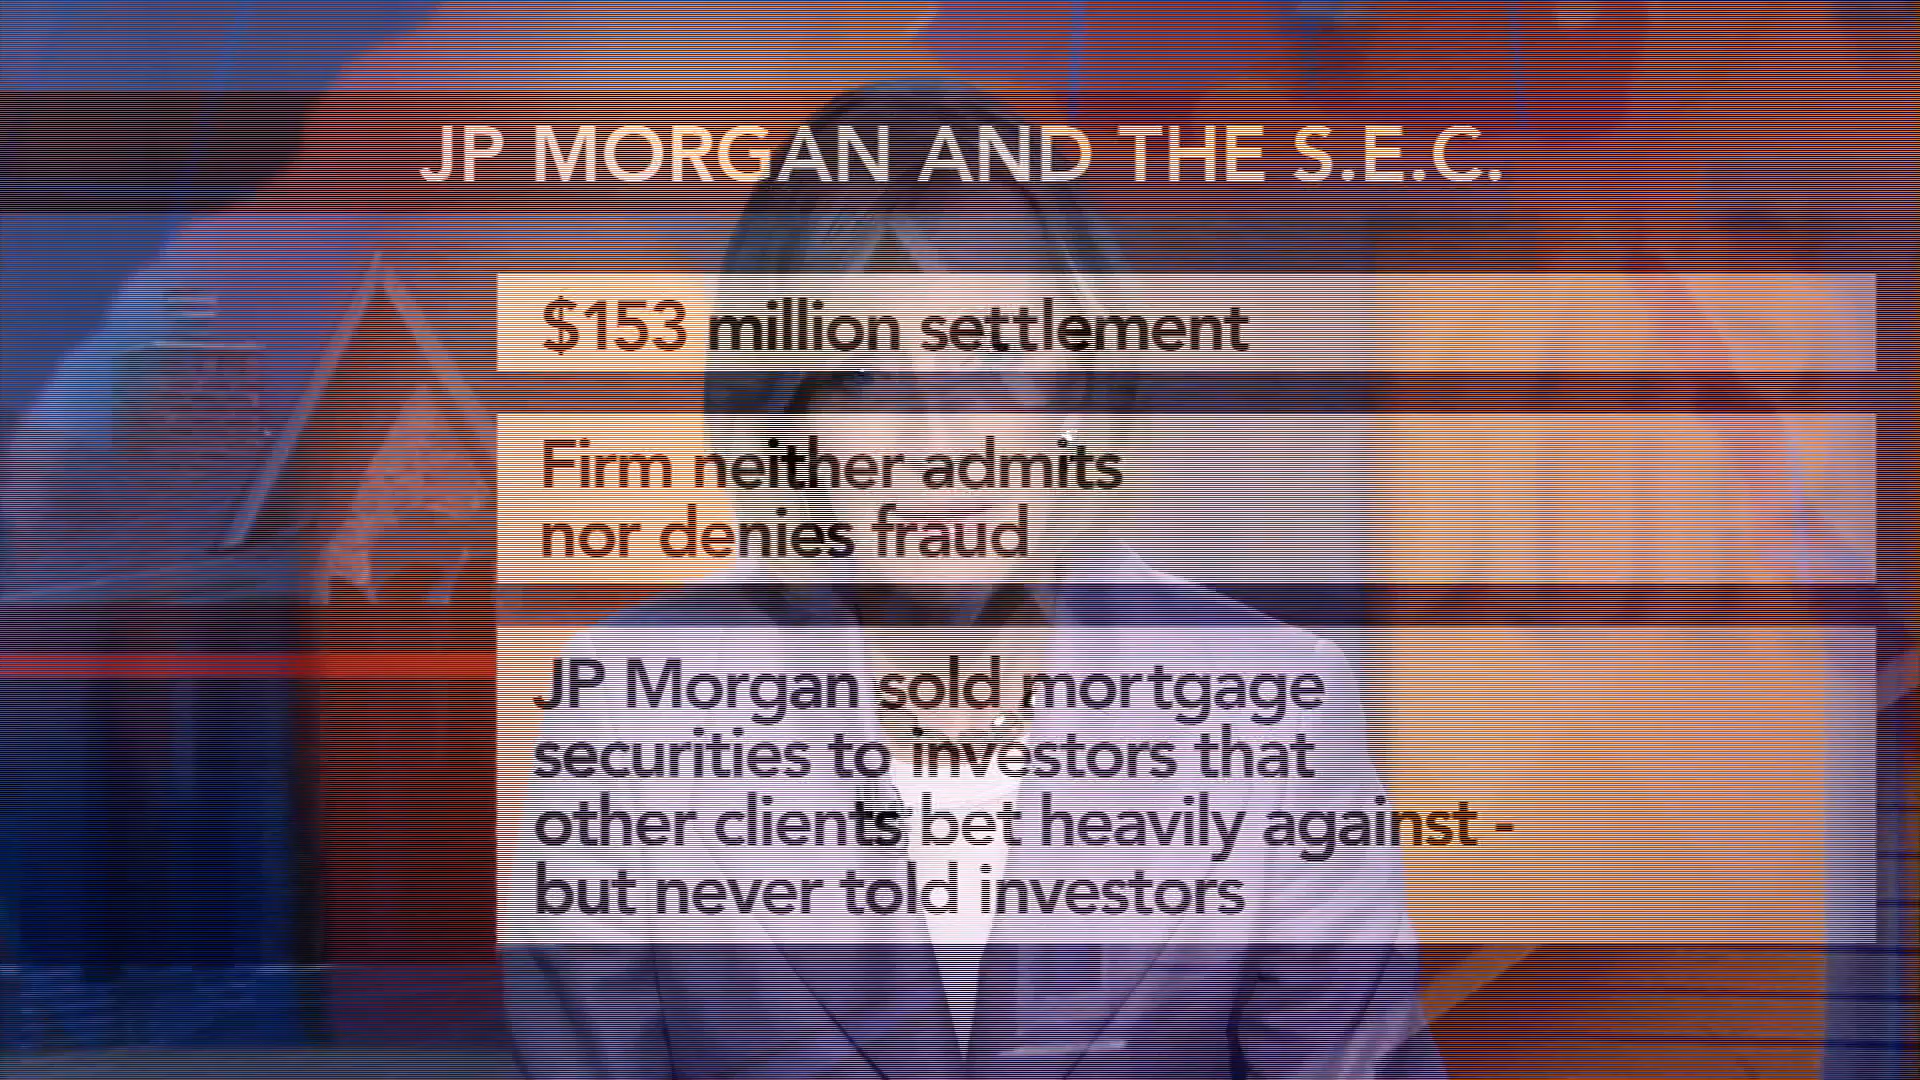 JP MORGAN AND THE S.E.C.
$153 million settlement
Firm neither admits
nor denies fraud
JP Morgan sold mortgage
securities to investors that
other clients bet heavily against -
but never told investors